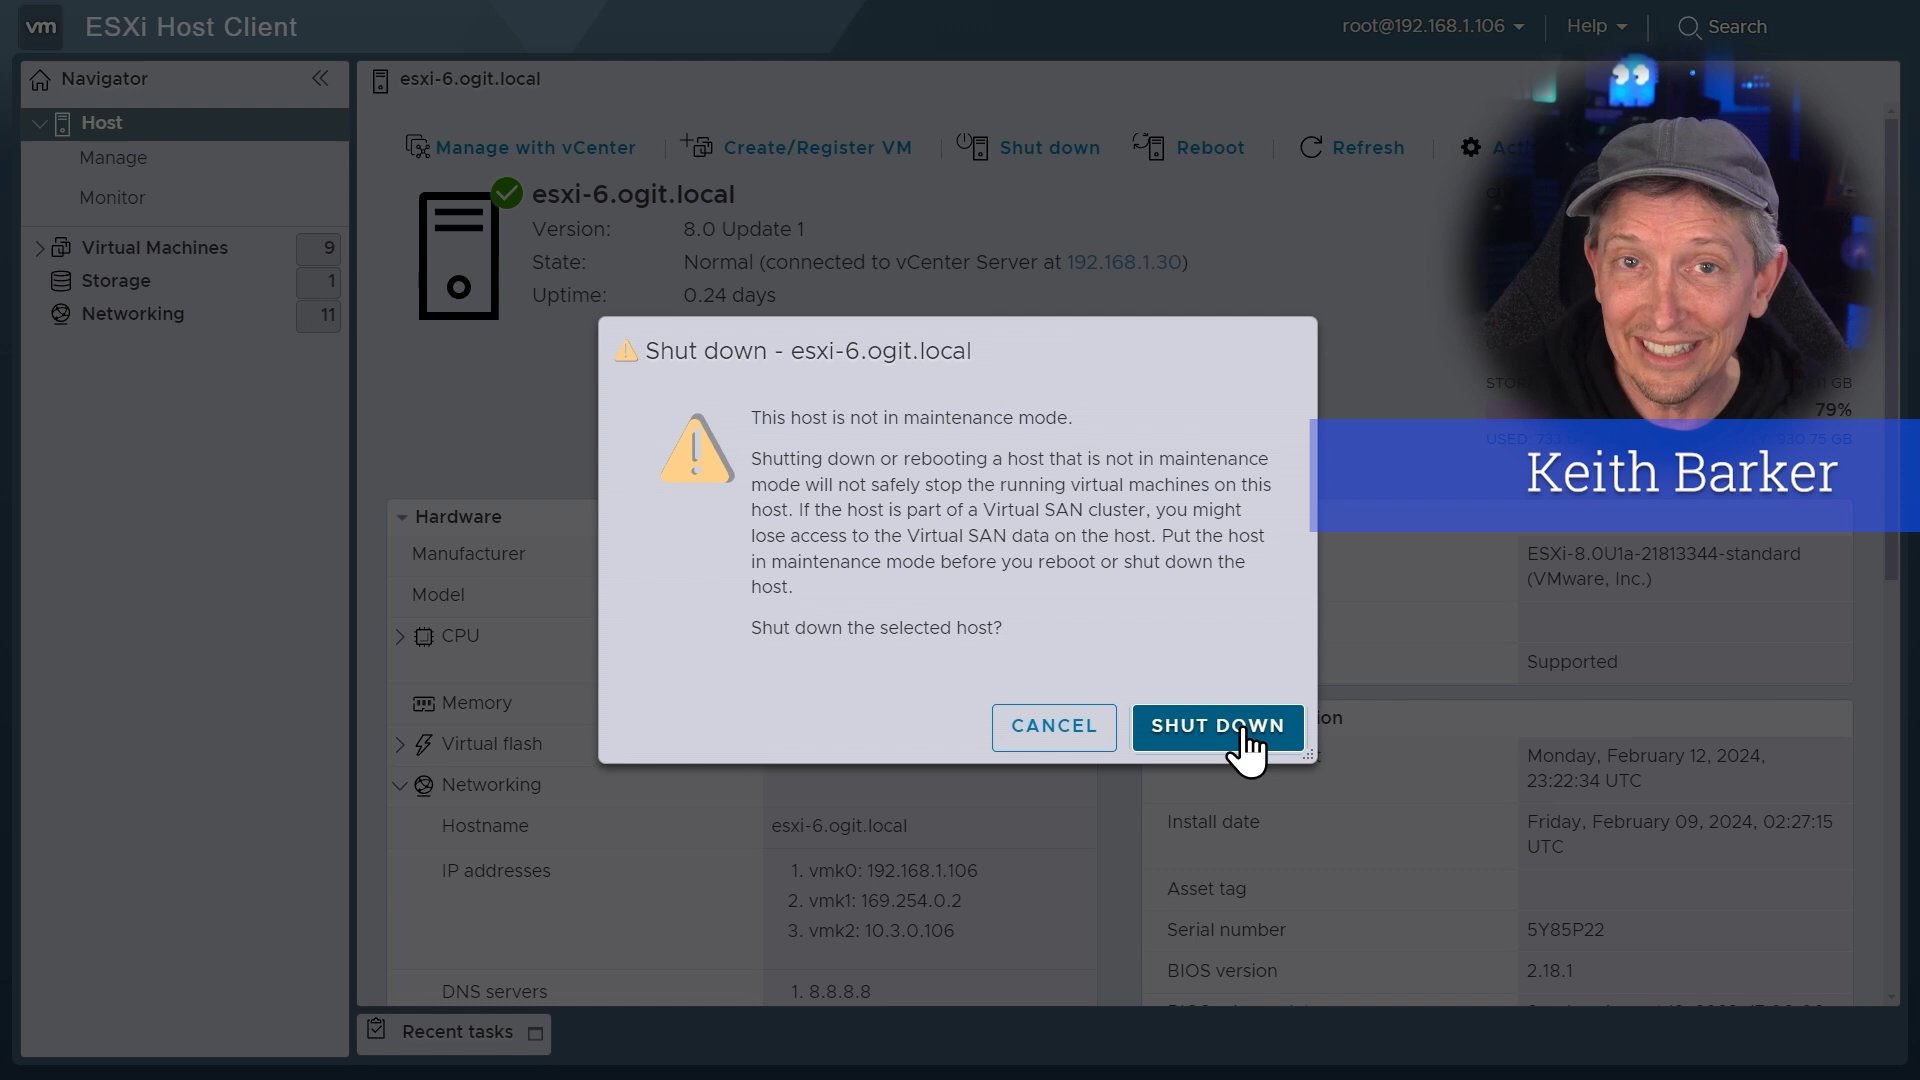 vm ESXi Host Client
root@192.168.1.106
Help
Search
Navigator
Host
Manage
Monitor
Virtual Machines 9
Storage 1
Networking 11
esxi-6.ogit.local
Manage with vCenter
Create/Register VM
Shut down
Reboot
Refresh
esxi-6.ogit.local
Version: 8.0 Update 1
State: Normal (connected to vCenter Server at 192.168.1.30)
Uptime: 0.24 days
79%
930.75 GB
Keith Barker
Shut down - esxi-6.ogit.local
This host is not in maintenance mode.
Shutting down or rebooting a host that is not in maintenance
mode will not safely stop the running virtual machines on this
host. If the host is part of a Virtual SAN cluster, you might
lose access to the Virtual SAN data on the host. Put the host
in maintenance mode before you reboot or shut down the
host.
Shut down the selected host?
CANCEL
SHUT DOWN
Hardware
Manufacturer
Model
CPU
Memory
Virtual flash
Networking
Hostname esxi-6.ogit.local
IP addresses 1. vmk0: 192.168.1.106
2. vmk1: 169.254.0.2
3. vmk2: 10.3.0.106
DNS servers 1. 8.8.8.8
ESXi-8.0U1a-21813344-standard
(VMware, Inc.)
Supported
Monday, February 12, 2024,
23:22:34 UTC
Install date Friday, February 09, 2024, 02:27:15
UTC
Asset tag
Serial number 5Y85P22
BIOS version 2.18.1
Recent tasks